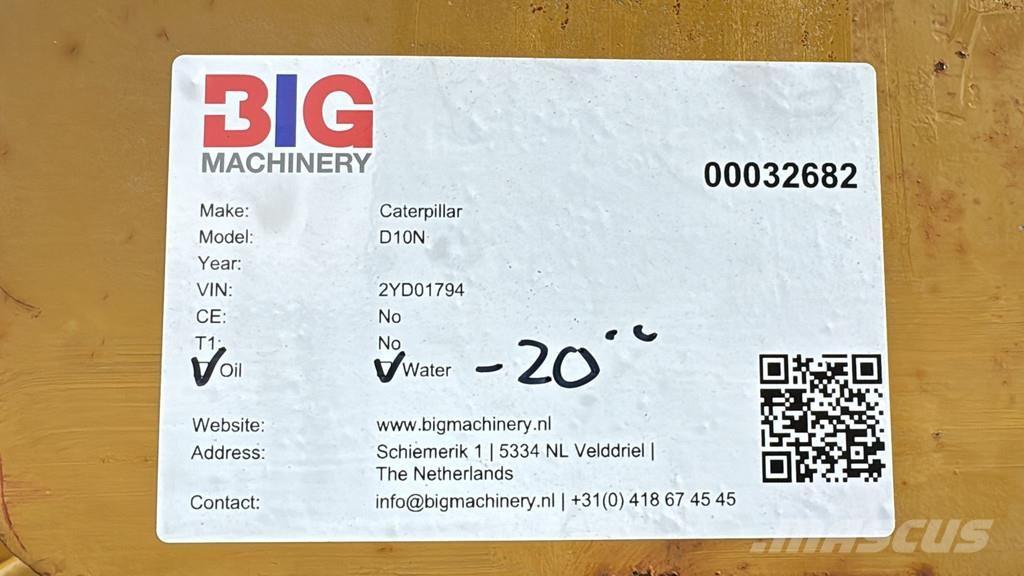 BIG
MACHINERY
00032682
Make: Caterpillar
Model: D10N
Year:
VIN: 2YD01794
CE: No
T1: No
Oil Water -20°C
Website: www.bigmachinery.nl
Address: Schiemerik 1 | 5334 NL Velddriel |
The Netherlands
Contact: info@bigmachinery.nl | +31(0) 418 67 45 45
MASCUS